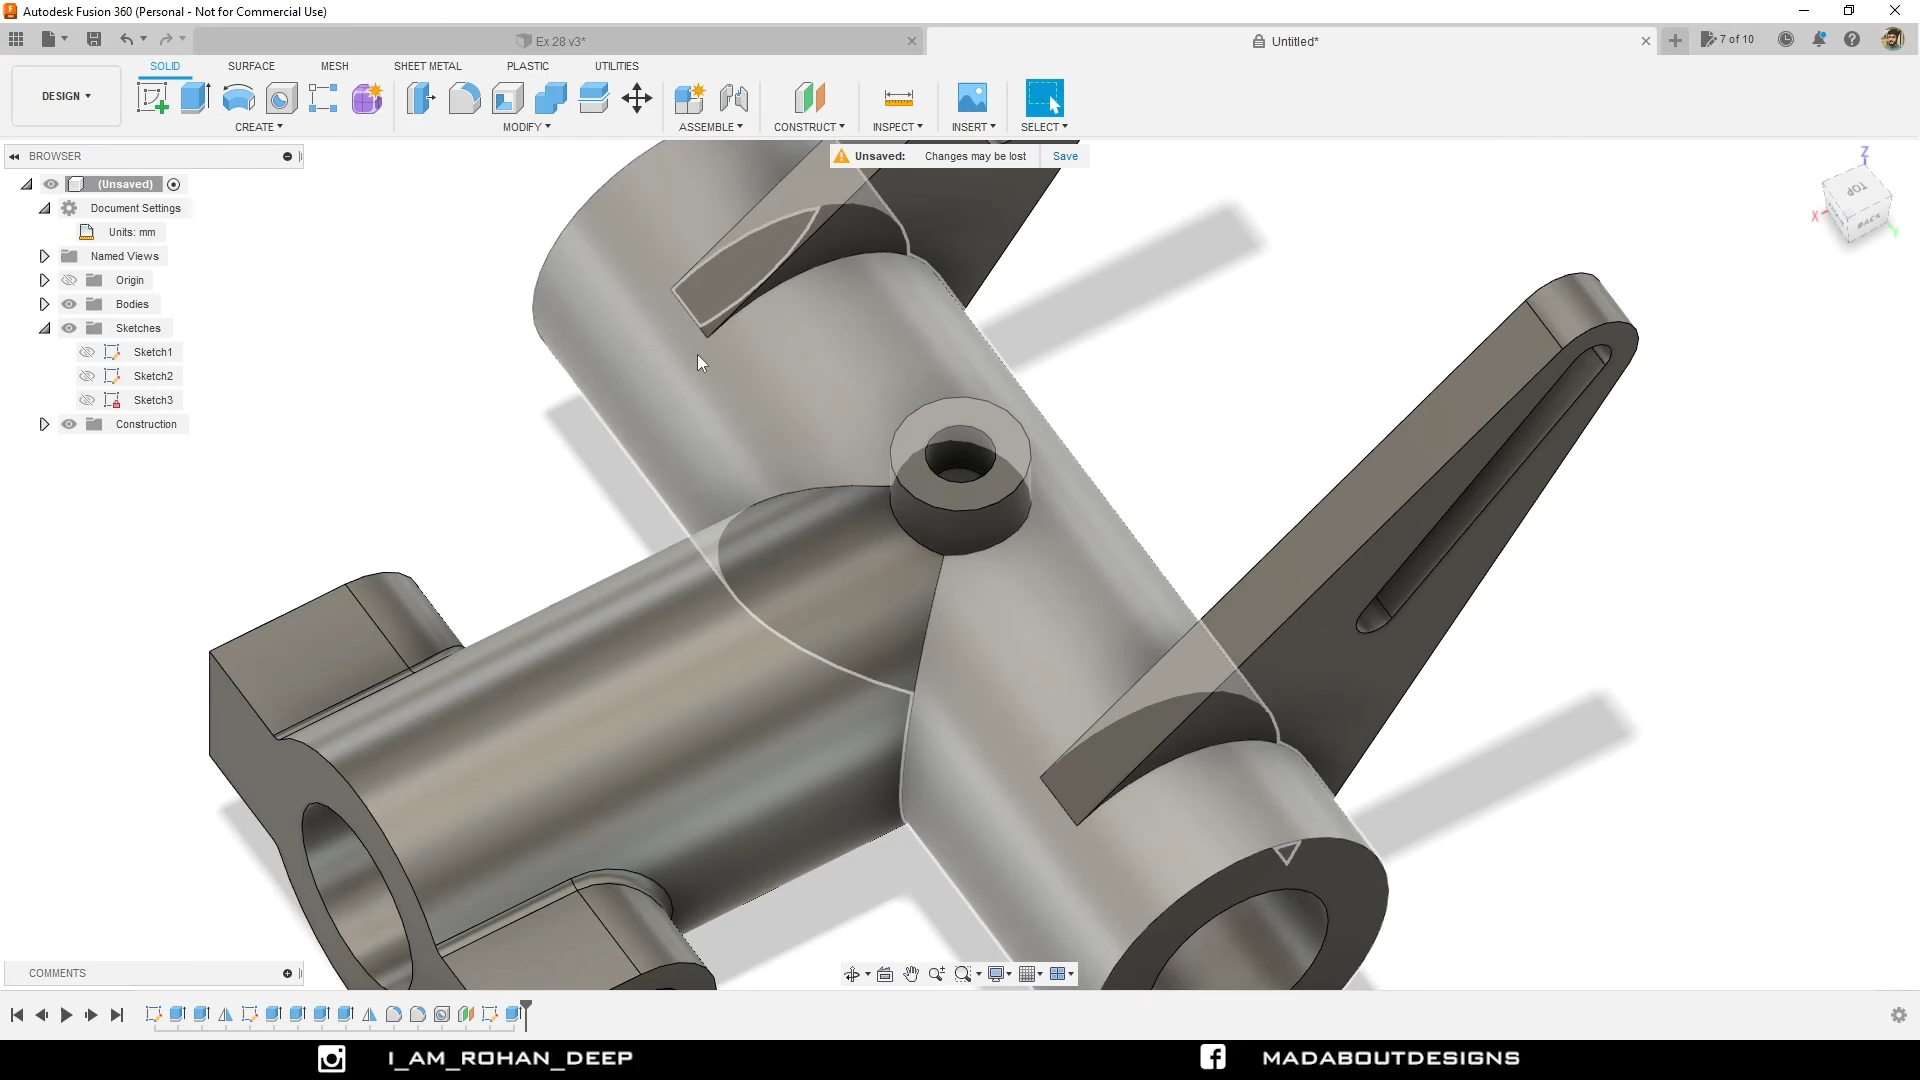 Autodesk Fusion 360 (Personal - Not for Commercial Use)
Ex 28 v3*
Untitled*
7 of 10
SOLID
SURFACE
MESH
SHEET METAL
PLASTIC
UTILITIES
DESIGN
CREATE
MODIFY
ASSEMBLE
CONSTRUCT
INSPECT
INSERT
SELECT
BROWSER
Unsaved: Changes may be lost Save
(Unsaved)
Document Settings
Units: mm
Named Views
Origin
Bodies
Sketches
Sketch1
Sketch2
Sketch3
Construction
Z
TOP
BACK
X
Y
COMMENTS
I_AM_ROHAN_DEEP
MADABOUTDESIGNS